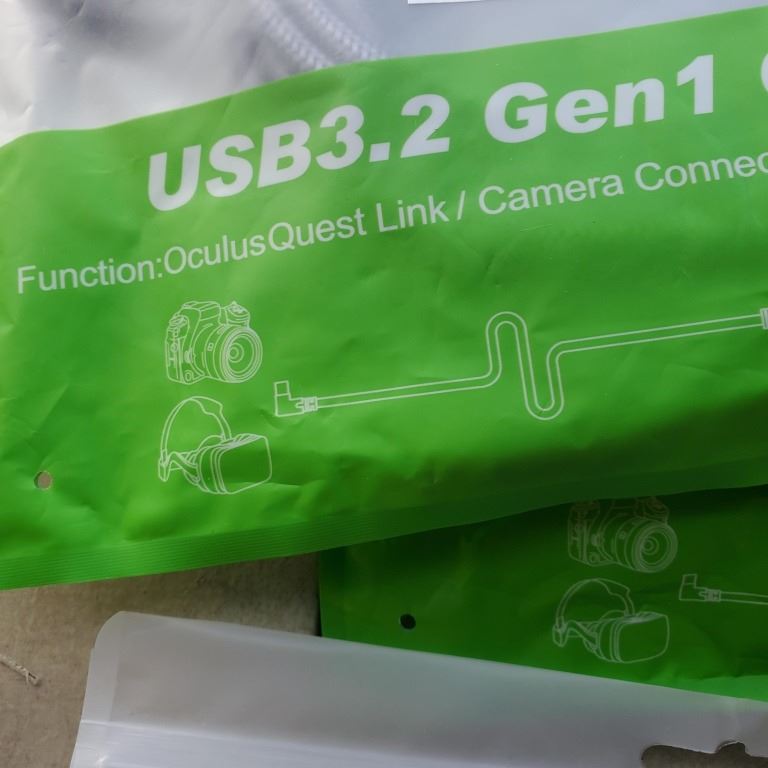 USB3.2 Gen1
Function:OculusQuest Link / Camera Connec